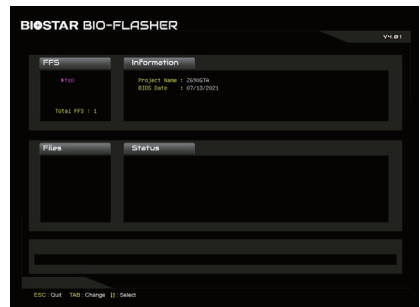 BIOSTAR BIO-FLASHER
V4.01
FFS
Information
fs0
Project Name : Z690GTA
BIOS Date : 07/13/2021
Total FFS : 1
Files
Status
ESC : Quit TAB : Change [] : Select